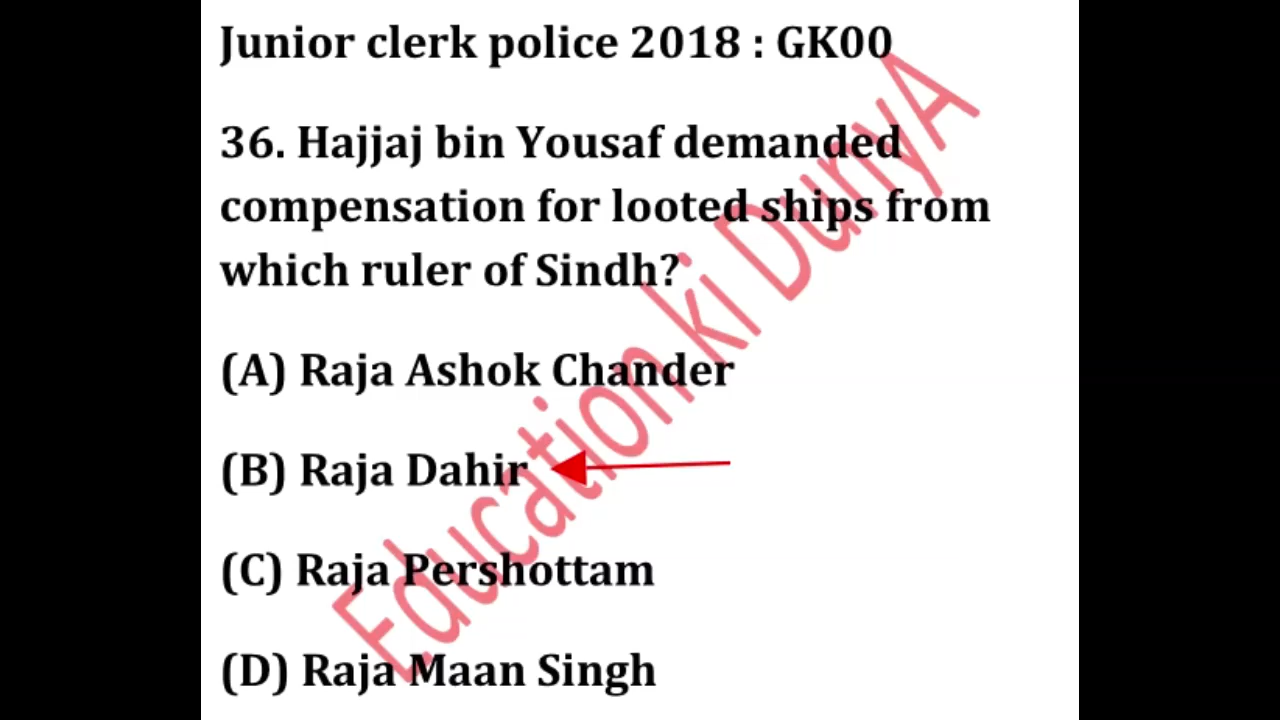 Junior clerk police 2018 : GK00
36. Hajjaj bin Yousaf demanded
compensation for looted ships from
which ruler of Sindh?
(A) Raja Ashok Chander
(B) Raja Dahir
(C) Raja Pershottam
(D) Raja Maan Singh
Education ki DunyA